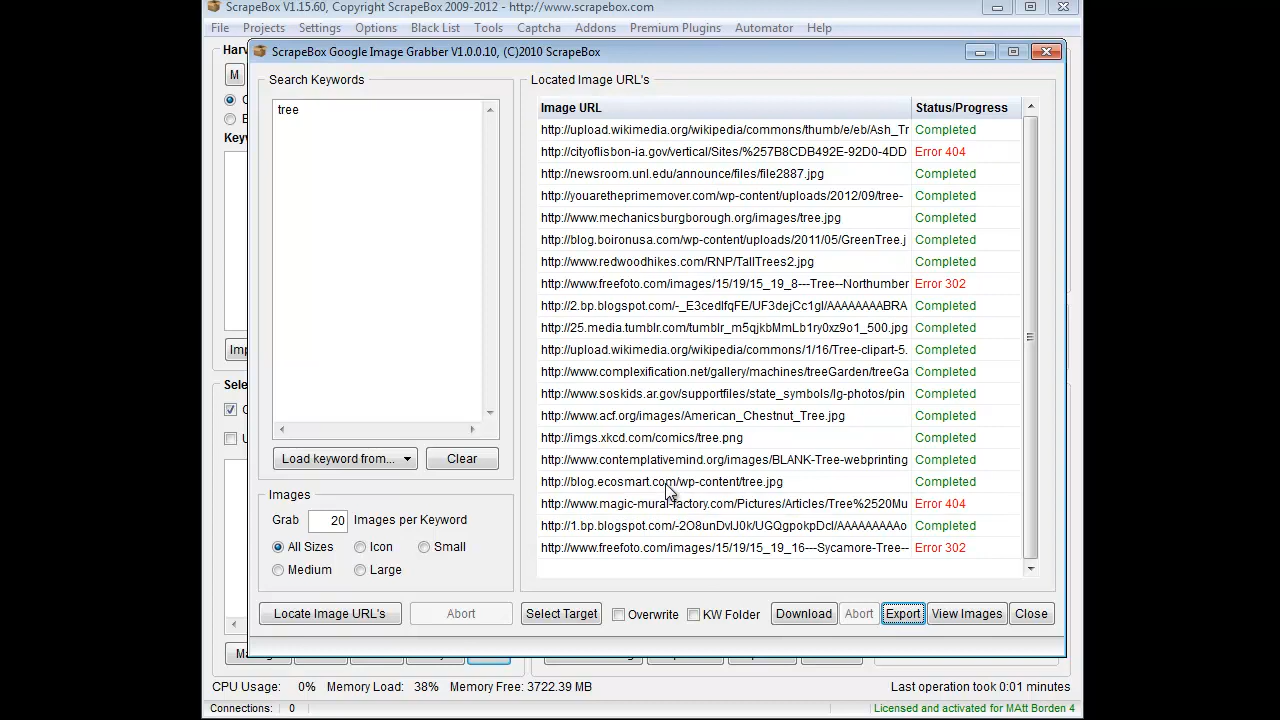 ScrapeBox V1.15.60, Copyright ScrapeBox 2009-2012 - http://www.scrapebox.com
File Projects Settings Options Black List Tools Captcha Addons Premium Plugins Automator Help
ScrapeBox Google Image Grabber V1.0.0.10, (C)2010 ScrapeBox
M
Search Keywords
tree
Load keyword from... Clear
Images
Grab 20 Images per Keyword
All Sizes Icon Small
Medium Large
Locate Image URL's Abort
Located Image URL's
Image URL Status/Progress
http://upload.wikimedia.org/wikipedia/commons/thumb/e/eb/Ash_Tr Completed
http://cityoflisbon-ia.gov/vertical/Sites/%257B8CDB492E-92D0-4DD Error 404
http://newsroom.unl.edu/announce/files/file2887.jpg Completed
http://youaretheprimemover.com/wp-content/uploads/2012/09/tree- Completed
http://www.mechanicsburgborough.org/images/tree.jpg Completed
http://blog.boironusa.com/wp-content/uploads/2011/05/GreenTree.j Completed
http://www.redwoodhikes.com/RNP/TallTrees2.jpg Completed
http://www.freefoto.com/images/15/19/15_19_8---Tree--Northumber Error 302
http://2.bp.blogspot.com/-_E3cedlfqFE/UF3dejCc1gI/AAAAAAAABRA Completed
http://25.media.tumblr.com/tumblr_m5qjkbMmLb1ry0xz9o1_500.jpg Completed
http://upload.wikimedia.org/wikipedia/commons/1/16/Tree-clipart-5. Completed
http://www.complexification.net/gallery/machines/treeGarden/treeGa Completed
http://www.soskids.ar.gov/supportfiles/state_symbols/lg-photos/pin Completed
http://www.acf.org/images/American_Chestnut_Tree.jpg Completed
http://imgs.xkcd.com/comics/tree.png Completed
http://www.contemplativemind.org/images/BLANK-Tree-webprinting Completed
http://blog.ecosmart.com/wp-content/tree.jpg Completed
http://www.magic-mural-factory.com/Pictures/Articles/Tree%2520Mu Error 404
http://1.bp.blogspot.com/-2O8unDvlJ0k/UGQgpokpDcI/AAAAAAAAAo Completed
http://www.freefoto.com/images/15/19/15_19_16---Sycamore-Tree-- Error 302
Select Target Overwrite KW Folder Download Abort Export View Images Close
CPU Usage: 0% Memory Load: 38% Memory Free: 3722.39 MB Last operation took 0:01 minutes
Connections: 0 Licensed and activated for MAtt Borden 4